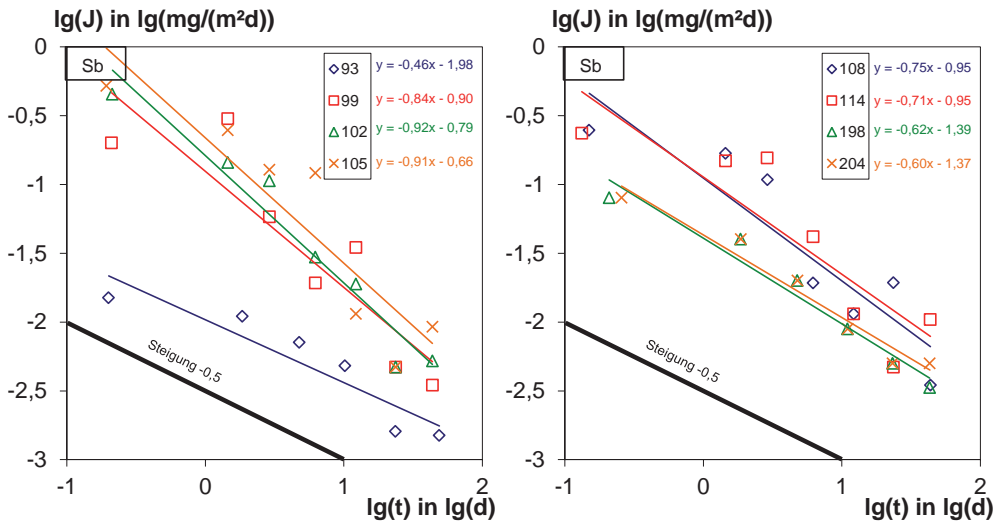 lg(J) in lg(mg/(m²d))
Sb
93 y = -0,46x - 1,98
99 y = -0,84x - 0,90
102 y = -0,92x - 0,79
105 y = -0,91x - 0,66
0
-0,5
-1
-1,5
-2
-2,5
-3
Steigung -0,5
-1 0 1 2
lg(t) in lg(d)
lg(J) in lg(mg/(m²d))
Sb
108 y = -0,75x - 0,95
114 y = -0,71x - 0,95
198 y = -0,62x - 1,39
204 y = -0,60x - 1,37
0
-0,5
-1
-1,5
-2
-2,5
-3
Steigung -0,5
-1 0 1 2
lg(t) in lg(d)